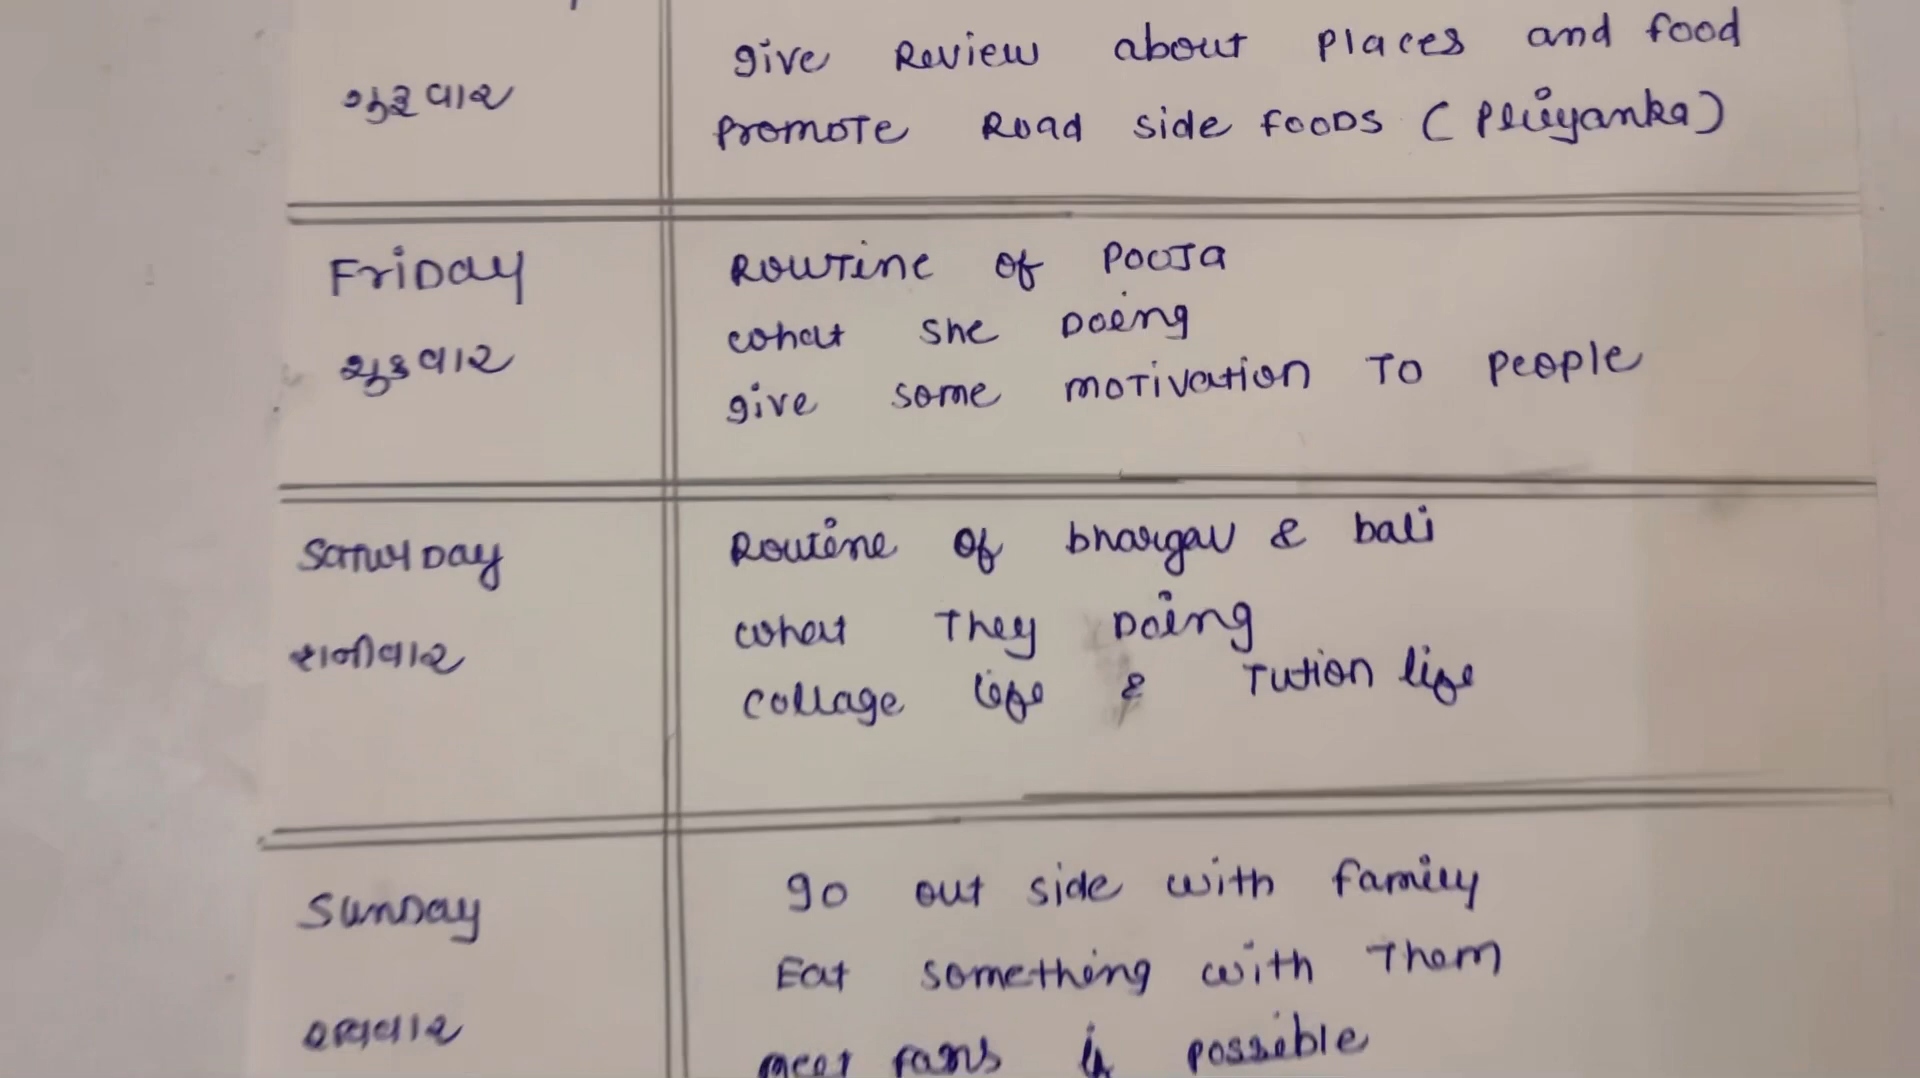 give Review about places and food
ગુરૂવાર
Promote Road side foods (Priyanka)
Friday
Routine of Pooja
what she Doing
શુક્રવાર
give some motivation To people
Saturday
Routine of bhargav & bali
શનીવાર
what They Doing
collage life & Tution life
Sunday
go out side with family
Eat something with Them
રવિવાર
meet fans if possible